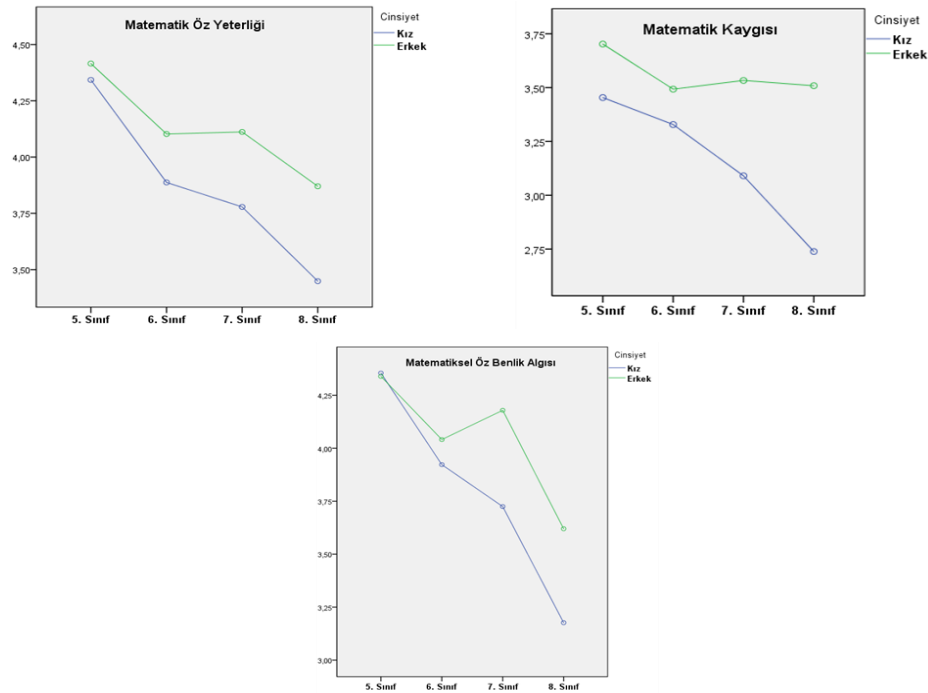 Matematik Öz Yeterliği
Cinsiyet
Kız
Erkek
4,50
4,25
4,00
3,75
3,50
5. Sınıf 6. Sınıf 7. Sınıf 8. Sınıf
Matematik Kaygısı
Cinsiyet
Kız
Erkek
3,75
3,50
3,25
3,00
2,75
5. Sınıf 6. Sınıf 7. Sınıf 8. Sınıf
Matematiksel Öz Benlik Algısı
Cinsiyet
Kız
Erkek
4,25
4,00
3,75
3,50
3,25
3,00
5. Sınıf 6. Sınıf 7. Sınıf 8. Sınıf